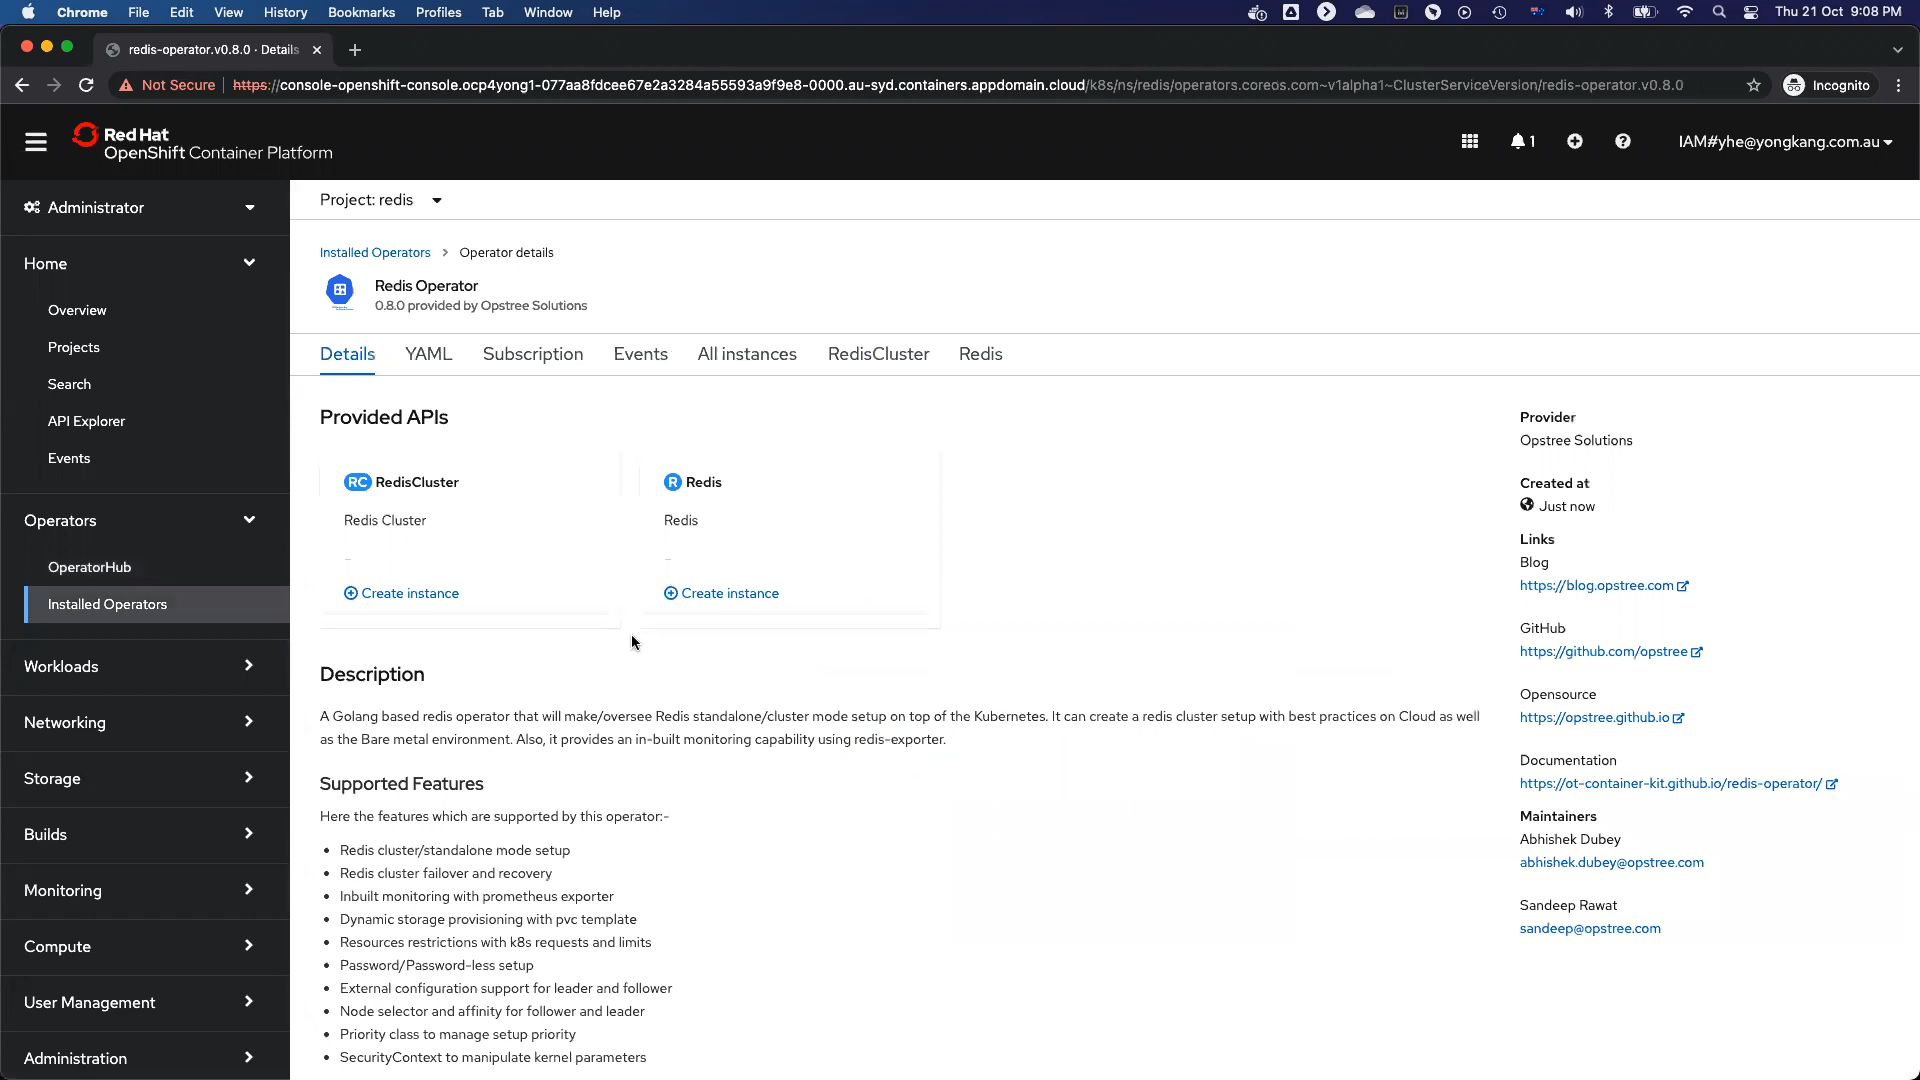 Chrome File Edit View History Bookmarks Profiles Tab Window Help Thu 21 Oct 9:08 PM
redis-operator.v0.8.0 · Details
Not Secure https://console-openshift-console.ocp4yong1-077aa8fdcee67e2a3284a55593a9f9e8-0000.au-syd.containers.appdomain.cloud/k8s/ns/redis/operators.coreos.com~v1alpha1~ClusterServiceVersion/redis-operator.v0.8.0 Incognito
Red Hat
OpenShift Container Platform
1
IAM#yhe@yongkang.com.au
Administrator
Home
Overview
Projects
Search
API Explorer
Events
Operators
OperatorHub
Installed Operators
Workloads
Networking
Storage
Builds
Monitoring
Compute
User Management
Administration
Project: redis
Installed Operators > Operator details
Redis Operator
0.8.0 provided by Opstree Solutions
Details YAML Subscription Events All instances RedisCluster Redis
Provided APIs
RC RedisCluster
Redis Cluster
Create instance
R Redis
Redis
Create instance
Description
A Golang based redis operator that will make/oversee Redis standalone/cluster mode setup on top of the Kubernetes. It can create a redis cluster setup with best practices on Cloud as well
as the Bare metal environment. Also, it provides an in-built monitoring capability using redis-exporter.
Supported Features
Here the features which are supported by this operator:-
Redis cluster/standalone mode setup
Redis cluster failover and recovery
Inbuilt monitoring with prometheus exporter
Dynamic storage provisioning with pvc template
Resources restrictions with k8s requests and limits
Password/Password-less setup
External configuration support for leader and follower
Node selector and affinity for follower and leader
Priority class to manage setup priority
SecurityContext to manipulate kernel parameters
Provider
Opstree Solutions
Created at
Just now
Links
Blog
https://blog.opstree.com
GitHub
https://github.com/opstree
Opensource
https://opstree.github.io
Documentation
https://ot-container-kit.github.io/redis-operator/
Maintainers
Abhishek Dubey
abhishek.dubey@opstree.com
Sandeep Rawat
sandeep@opstree.com